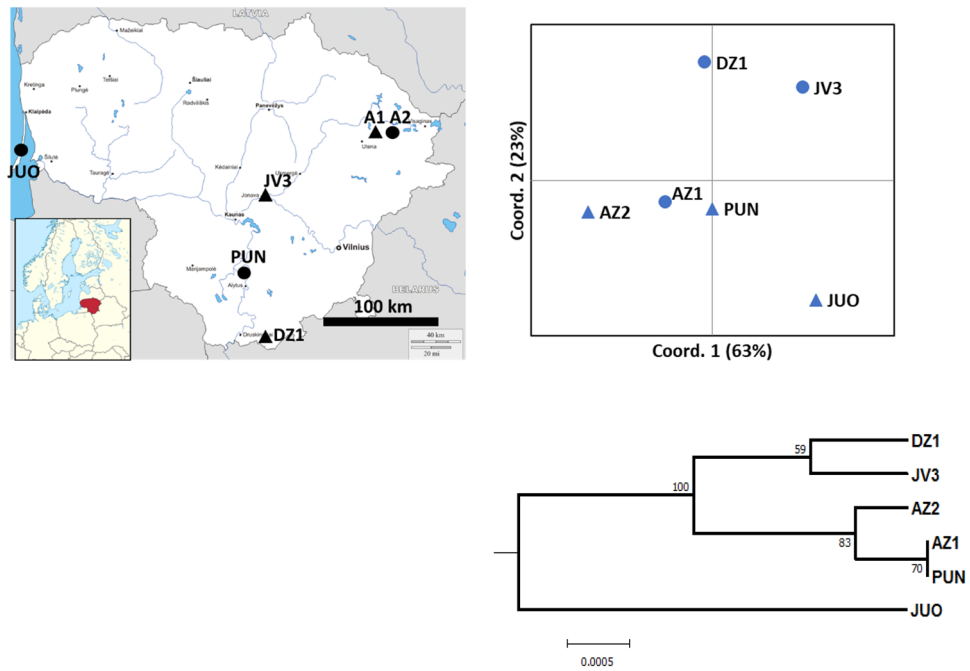 LATVIA
Mažeikiai
Kretinga
Plungė
Telšiai
Šiauliai
Radviliškis
Panevėžys
Klaipėda
A1 A2
Utena
JUO
Šilutė
Tauragė
Kėdainiai
JV3
Jonava
Kaunas
Vilnius
PUN
Marijampolė
Alytus
BELARUS
100 km
DZ1
40 km
20 mi
DZ1
JV3
Coord. 2 (23%)
AZ1
AZ2
PUN
JUO
Coord. 1 (63%)
DZ1
59
JV3
100
AZ2
83
AZ1
70
PUN
JUO
0.0005